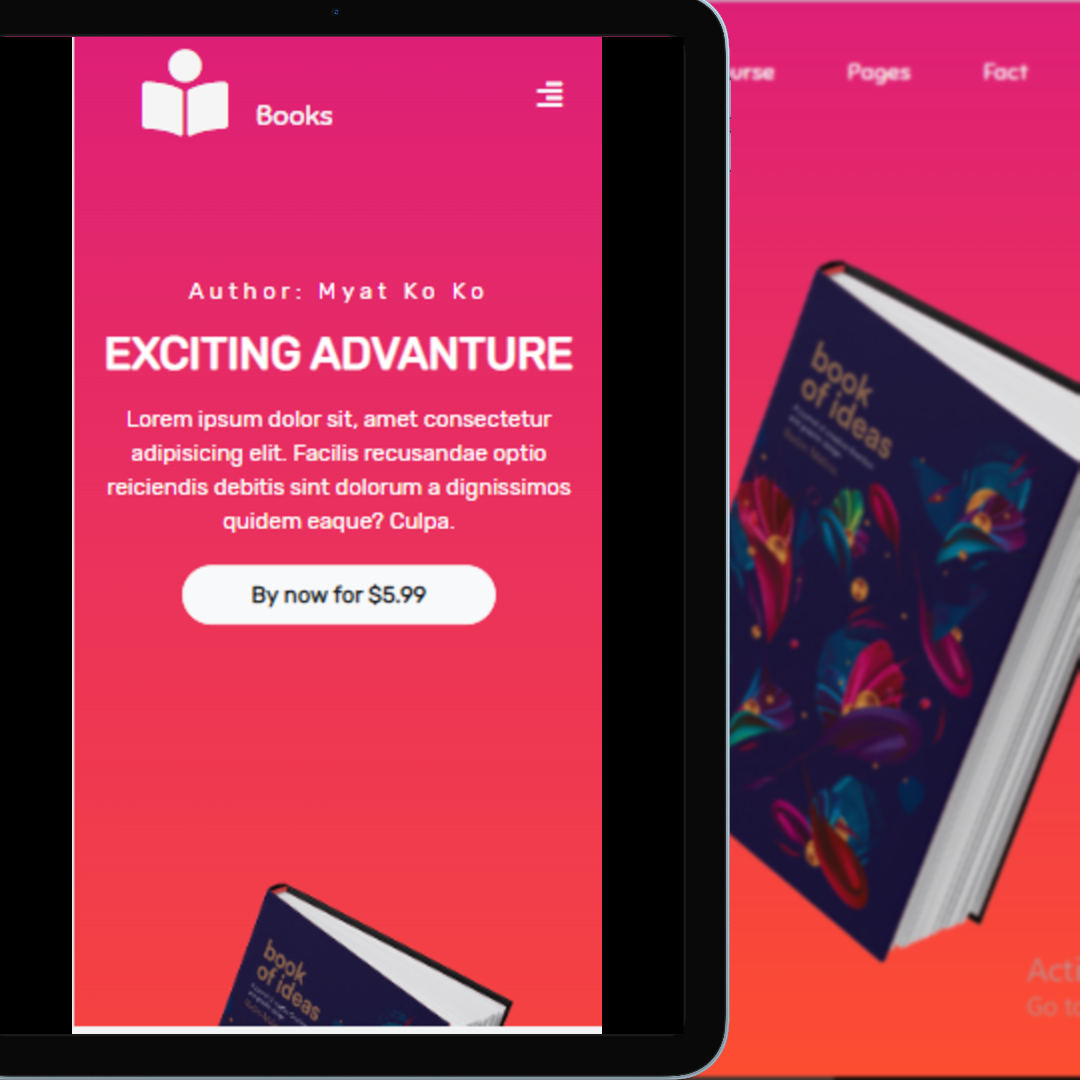 Books
Author: Myat Ko Ko
EXCITING ADVANTURE
Lorem ipsum dolor sit, amet consectetur
adipisicing elit. Facilis recusandae optio
reiciendis debitis sint dolorum a dignissimos
quidem eaque? Culpa.
By now for $5.99
book
of ideas
urse Pages Fact
book
of ideas
Acti
Go to